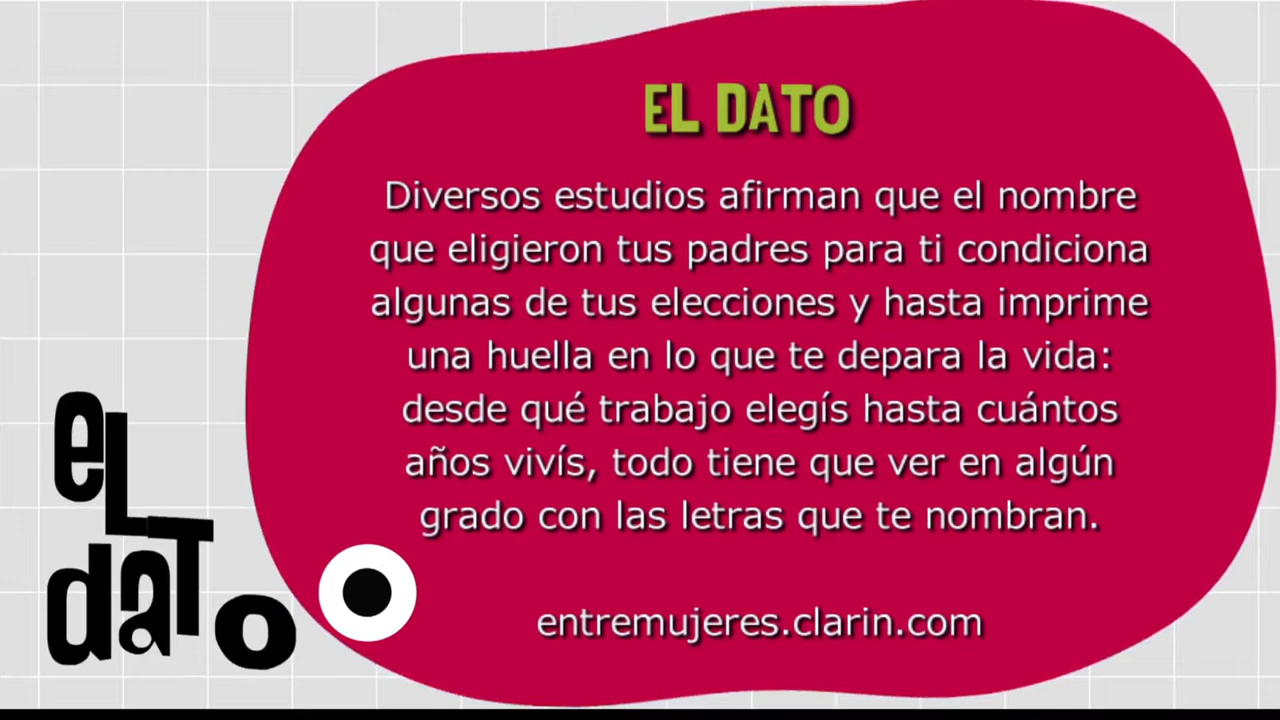 EL DATO
Diversos estudios afirman que el nombre
que eligieron tus padres para ti condiciona
algunas de tus elecciones y hasta imprime
una huella en lo que te depara la vida:
desde qué trabajo elegís hasta cuántos
años vivís, todo tiene que ver en algún
grado con las letras que te nombran.
entremujeres.clarin.com
eL
daTo